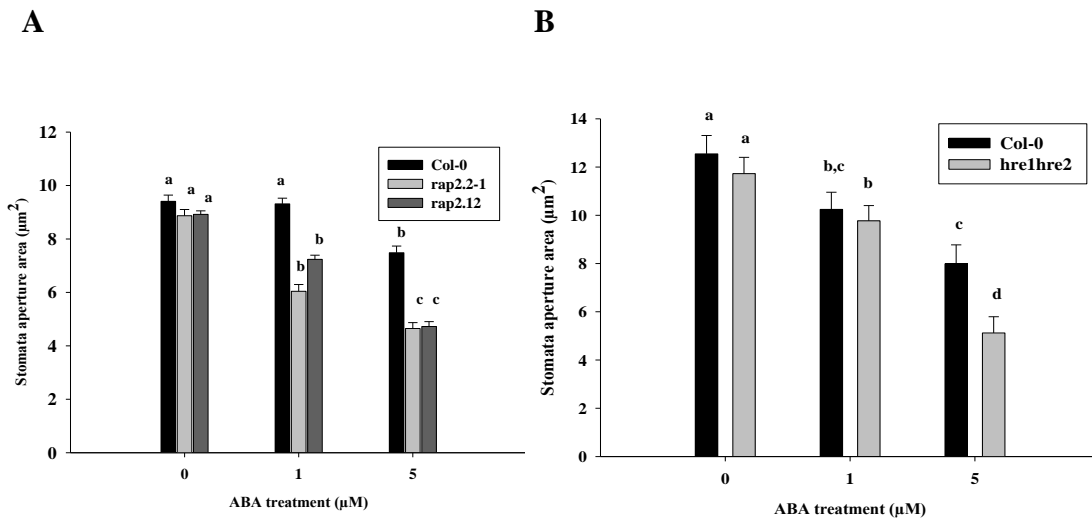 A
12
10
8
6
4
2
0
Stomata aperture area (µm²)
a
a
a
a
b
b
b
c
c
Col-0
rap2.2-1
rap2.12
0
1
5
ABA treatment (µM)
B
14
12
10
8
6
4
2
0
Stomata aperture area (µm²)
a
a
b,c
b
c
d
Col-0
hre1hre2
0
1
5
ABA treatment (µM)